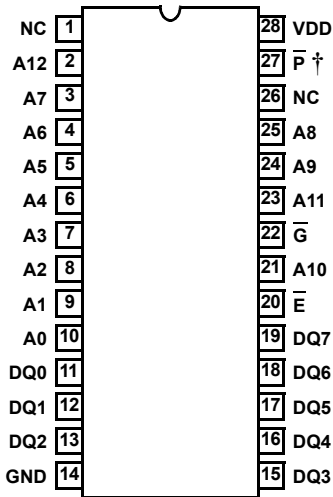 NC 1 28 VDD
A12 2 27 P̅ †
A7 3 26 NC
A6 4 25 A8
A5 5 24 A9
A4 6 23 A11
A3 7 22 G̅
A2 8 21 A10
A1 9 20 E̅
A0 10 19 DQ7
DQ0 11 18 DQ6
DQ1 12 17 DQ5
DQ2 13 16 DQ4
GND 14 15 DQ3